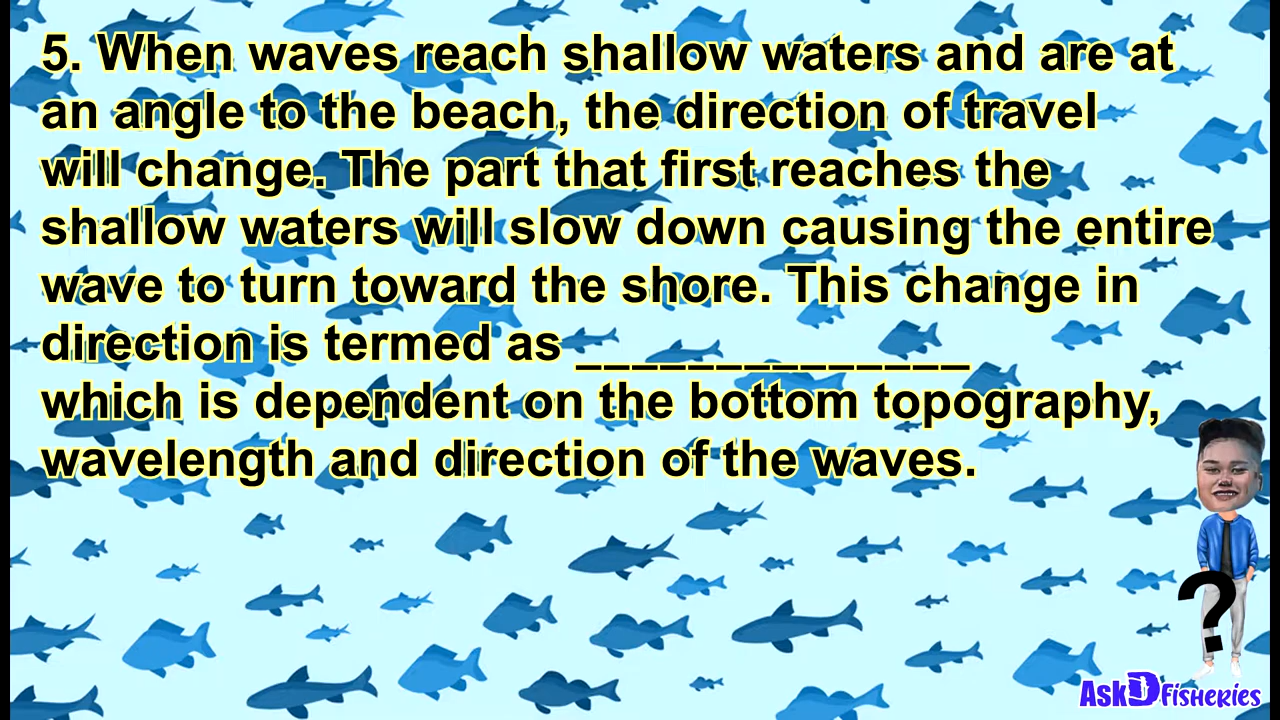 5. When waves reach shallow waters and are at
an angle to the beach, the direction of travel
will change. The part that first reaches the
shallow waters will slow down causing the entire
wave to turn toward the shore. This change in
direction is termed as ______________
which is dependent on the bottom topography,
wavelength and direction of the waves.
?
AskD Fisheries